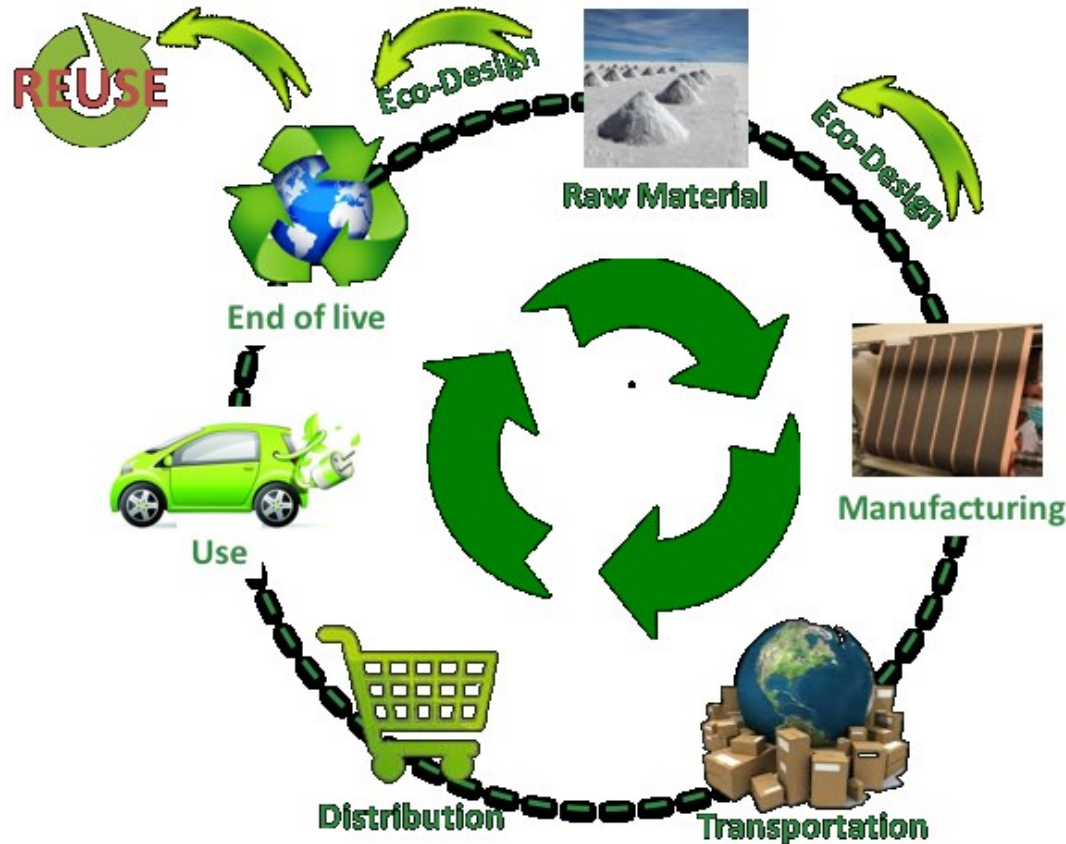 REUSE
Eco-Design
Raw Material
Eco-Design
End of live
Manufacturing
Use
Distribution
Transportation